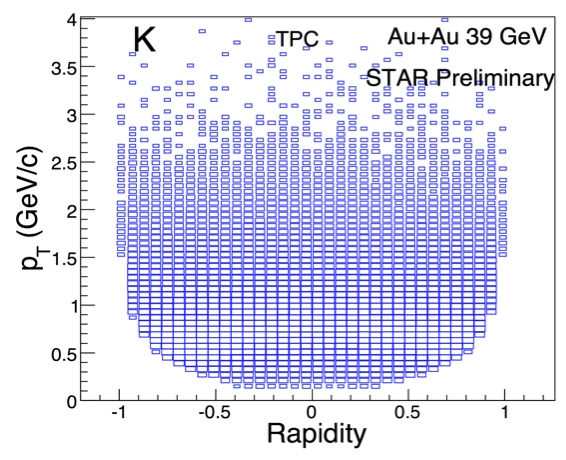 K
TPC
Au+Au 39 GeV
STAR Preliminary
4
3.5
3
2.5
2
1.5
1
0.5
0
p_T (GeV/c)
-1 -0.5 0 0.5 1
Rapidity